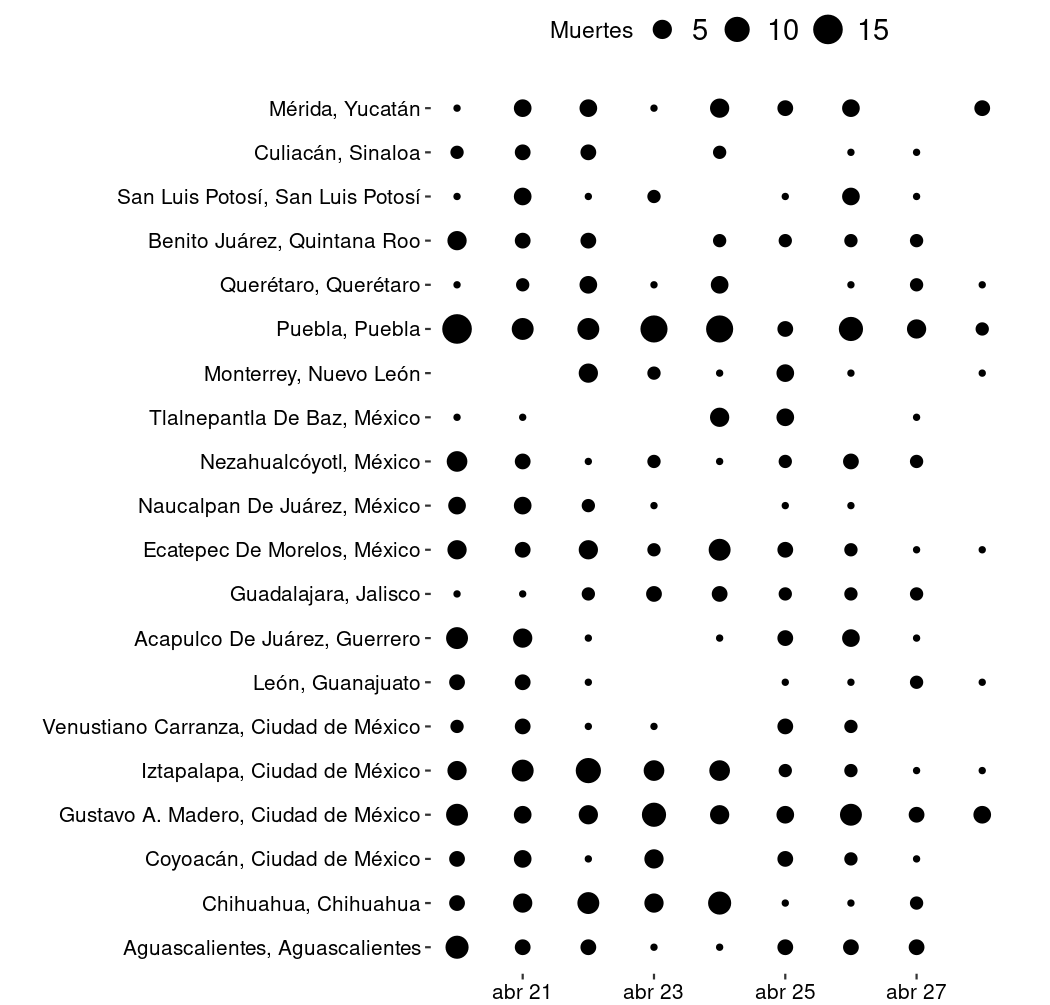 Muertes 5 10 15
Mérida, Yucatán
Culiacán, Sinaloa
San Luis Potosí, San Luis Potosí
Benito Juárez, Quintana Roo
Querétaro, Querétaro
Puebla, Puebla
Monterrey, Nuevo León
Tlalnepantla De Baz, México
Nezahualcóyotl, México
Naucalpan De Juárez, México
Ecatepec De Morelos, México
Guadalajara, Jalisco
Acapulco De Juárez, Guerrero
León, Guanajuato
Venustiano Carranza, Ciudad de México
Iztapalapa, Ciudad de México
Gustavo A. Madero, Ciudad de México
Coyoacán, Ciudad de México
Chihuahua, Chihuahua
Aguascalientes, Aguascalientes
abr 21 abr 23 abr 25 abr 27